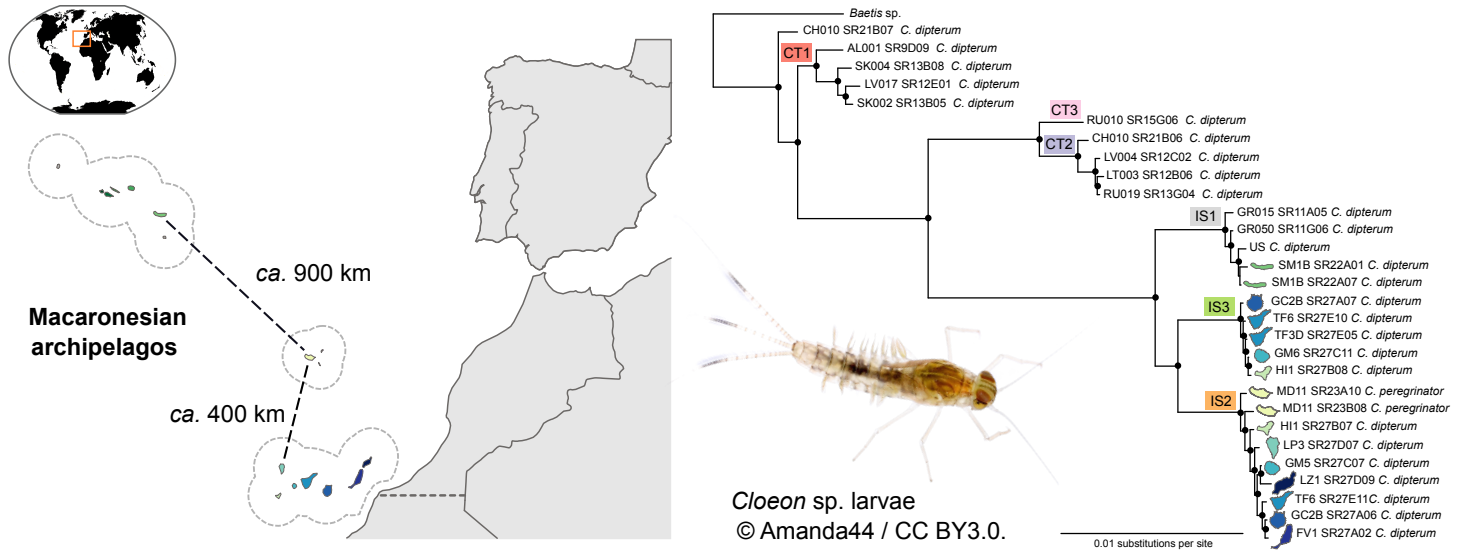 ca. 900 km
Macaronesian
archipelagos
ca. 400 km
Baetis sp.
CH010 SR21B07 C. dipterum
CT1
AL001 SR9D09 C. dipterum
SK004 SR13B08 C. dipterum
LV017 SR12E01 C. dipterum
SK002 SR13B05 C. dipterum
CT3
RU010 SR15G06 C. dipterum
CT2
CH010 SR21B06 C. dipterum
LV004 SR12C02 C. dipterum
LT003 SR12B06 C. dipterum
RU019 SR13G04 C. dipterum
IS1
GR015 SR11A05 C. dipterum
GR050 SR11G06 C. dipterum
US C. dipterum
SM1B SR22A01 C. dipterum
SM1B SR22A07 C. dipterum
IS3
GC2B SR27A07 C. dipterum
TF6 SR27E10 C. dipterum
TF3D SR27E05 C. dipterum
GM6 SR27C11 C. dipterum
HI1 SR27B08 C. dipterum
IS2
MD11 SR23A10 C. peregrinator
MD11 SR23B08 C. peregrinator
HI1 SR27B07 C. dipterum
LP3 SR27D07 C. dipterum
GM5 SR27C07 C. dipterum
LZ1 SR27D09 C. dipterum
TF6 SR27E11C. dipterum
GC2B SR27A06 C. dipterum
FV1 SR27A02 C. dipterum
Cloeon sp. larvae
© Amanda44 / CC BY3.0.
0.01 substitutions per site